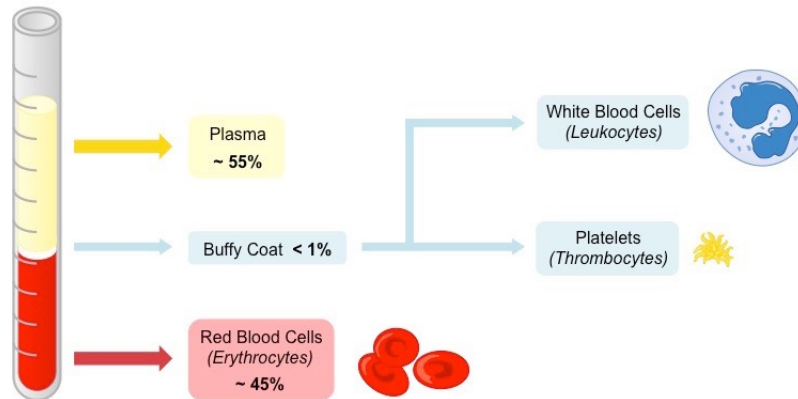 Plasma
~ 55%
Buffy Coat < 1%
Red Blood Cells
(Erythrocytes)
~ 45%
White Blood Cells
(Leukocytes)
Platelets
(Thrombocytes)